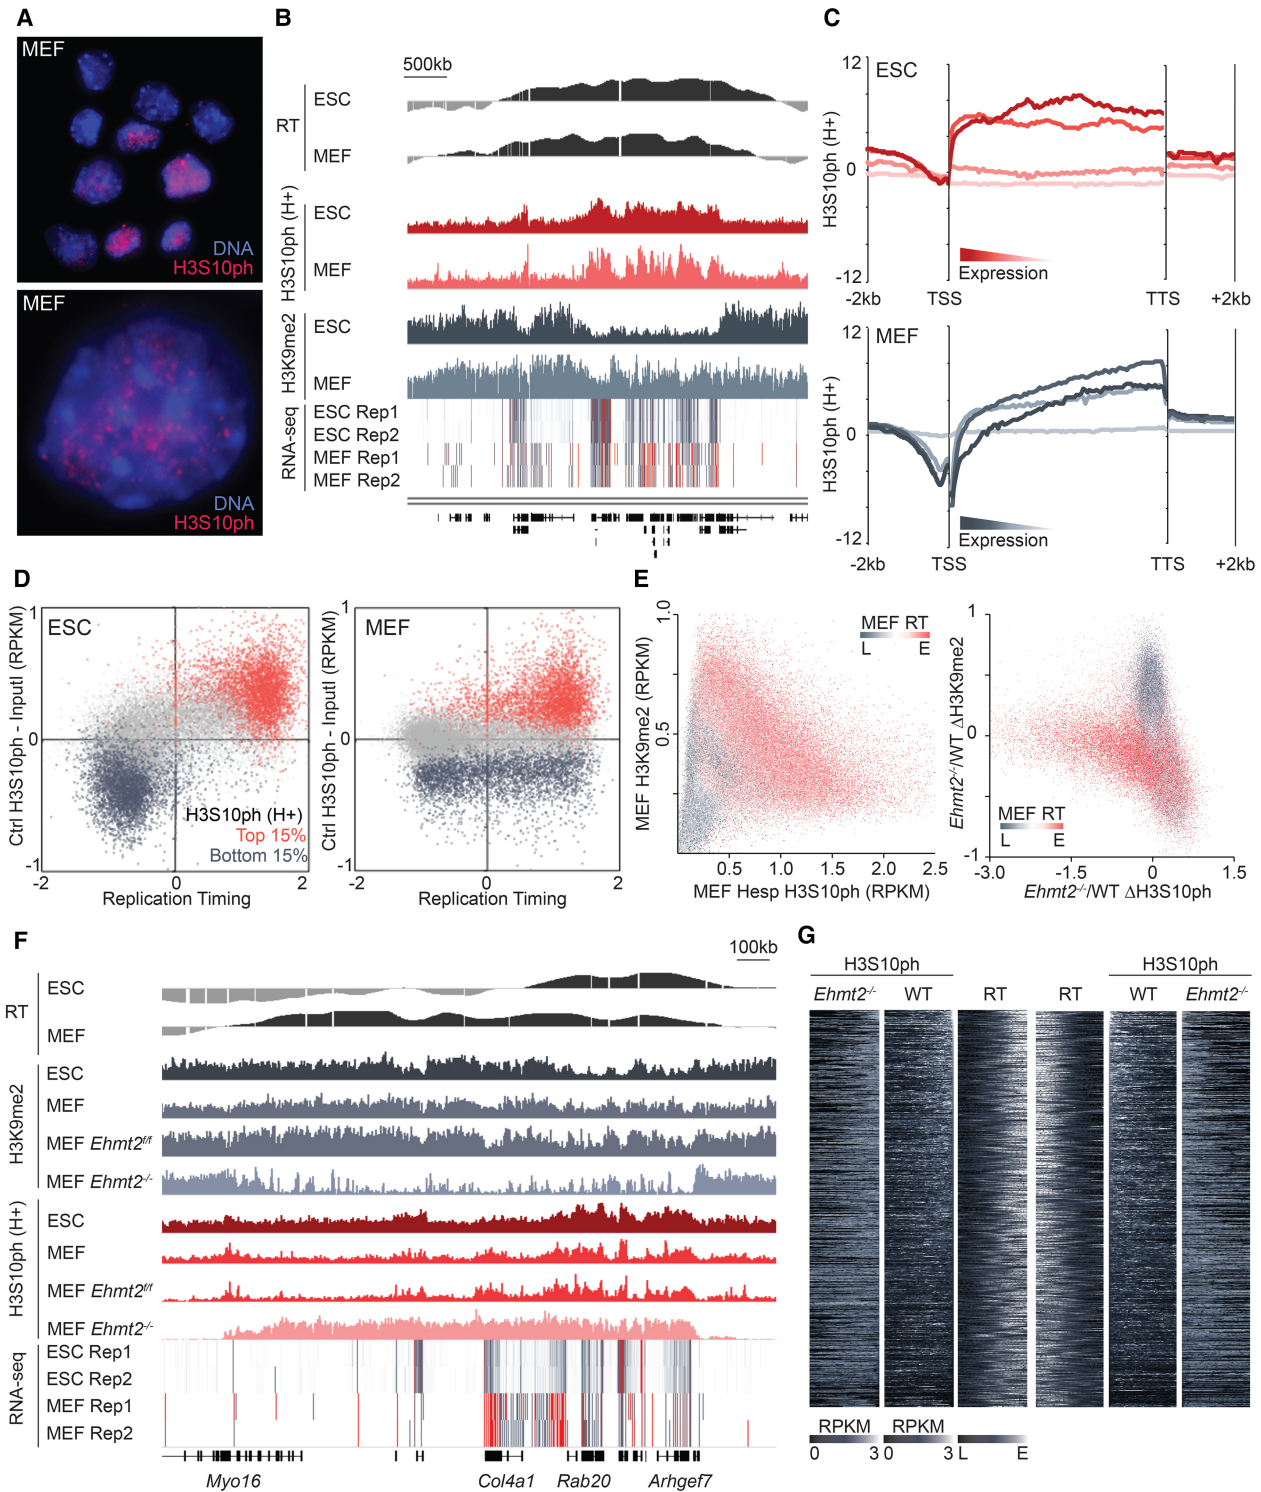 A
MEF
DNA
H3S10ph
MEF
DNA
H3S10ph
B
500kb
RT
ESC
MEF
H3S10ph (H+)
ESC
MEF
H3K9me2
ESC
MEF
RNA-seq
ESC Rep1
ESC Rep2
MEF Rep1
MEF Rep2
C
ESC
H3S10ph (H+)
12
0
-12
Expression
-2kb TSS TTS +2kb
MEF
H3S10ph (H+)
12
0
-12
Expression
-2kb TSS TTS +2kb
D
Ctrl H3S10ph - InputI (RPKM)
1
0
-1
ESC
H3S10ph (H+)
Top 15%
Bottom 15%
-2 0 2
Replication Timing
Ctrl H3S10ph - InputI (RPKM)
1
0
-1
MEF
-2 0 2
Replication Timing
E
MEF H3K9me2 (RPKM)
1.0
0.5
MEF RT
L E
0.5 1.0 1.5 2.0 2.5
MEF Hesp H3S10ph (RPKM)
Ehmt2-/-/WT ΔH3K9me2
1
0
-1
MEF RT
L E
-3.0 -1.5 0 1.5
Ehmt2-/-/WT ΔH3S10ph
F
100kb
RT
ESC
MEF
H3K9me2
ESC
MEF
MEF Ehmt2f/f
MEF Ehmt2-/-
H3S10ph (H+)
ESC
MEF
MEF Ehmt2f/f
MEF Ehmt2-/-
RNA-seq
ESC Rep1
ESC Rep2
MEF Rep1
MEF Rep2
Myo16 Col4a1 Rab20 Arhgef7
G
H3S10ph H3S10ph
Ehmt2-/- WT RT RT WT Ehmt2-/-
RPKM RPKM
0 3 0 3 L E